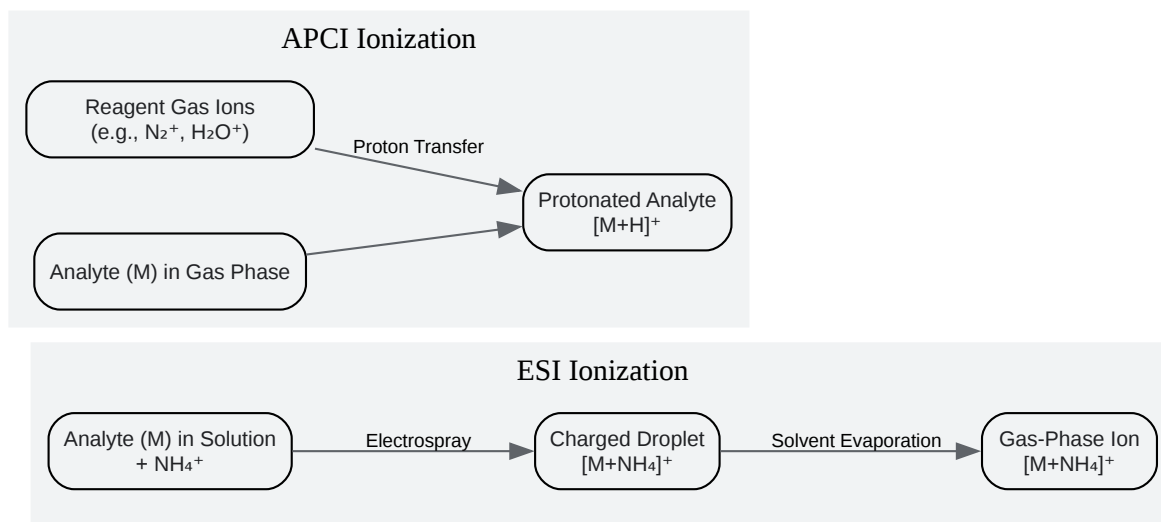 APCI Ionization
Reagent Gas Ions
(e.g., N₂⁺, H₂O⁺)
Proton Transfer
Protonated Analyte
[M+H]⁺
Analyte (M) in Gas Phase
ESI Ionization
Analyte (M) in Solution
+ NH₄⁺
Electrospray
Charged Droplet
[M+NH₄]⁺
Solvent Evaporation
Gas-Phase Ion
[M+NH₄]⁺